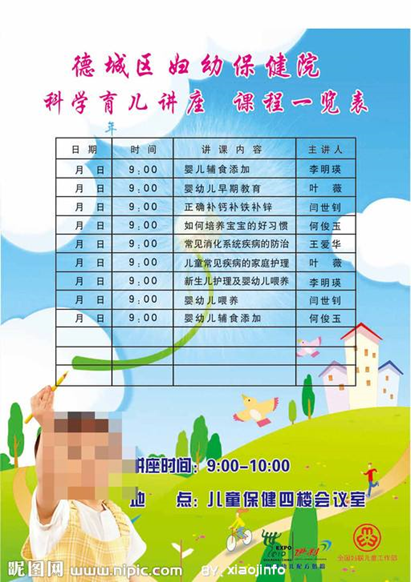 德城区妇幼保健院
科学育儿讲座 课程一览表
年
日 期 时 间 讲 课 内 容 主 讲 人
月 日 9:00 婴儿辅食添加 李明瑛
月 日 9:00 婴幼儿早期教育 叶 薇
月 日 9:00 正确补钙补铁补锌 闫世钊
月 日 9:00 如何培养宝宝的好习惯 何俊玉
月 日 9:00 常见消化系统疾病的防治 王爱华
月 日 9:00 儿童常见疾病的家庭护理 叶 薇
月 日 9:00 新生儿护理及婴幼儿喂养 李明瑛
月 日 9:00 婴幼儿喂养 闫世钊
月 日 9:00 婴幼儿辅食添加 何俊玉
讲座时间:9:00-10:00
地 点:儿童保健四楼会议室
EXPO
昵图网 www.nipic.com BY: xiaojinfo